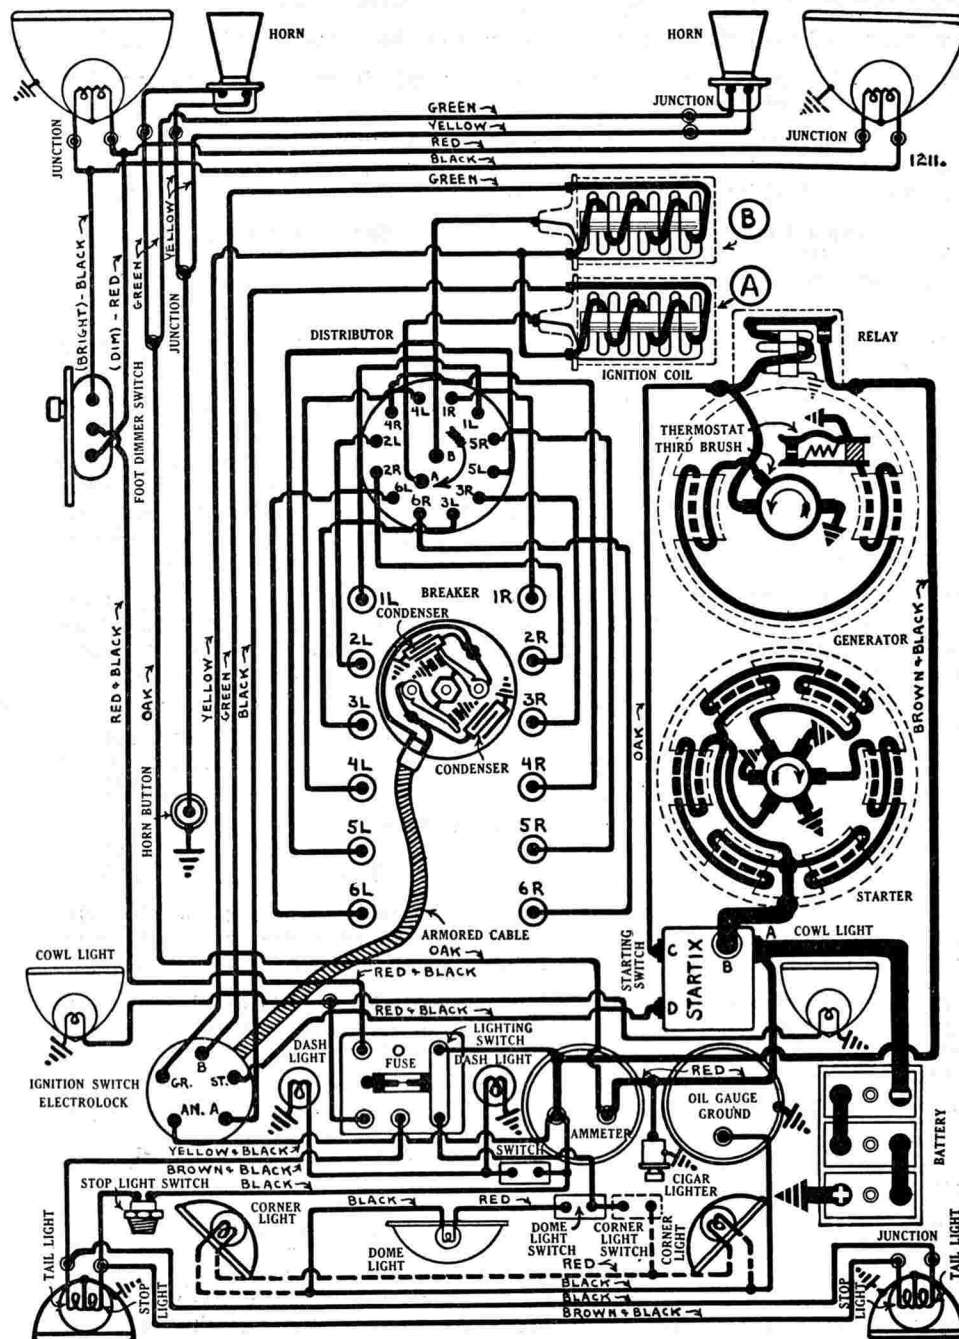 HORN
HORN
GREEN
JUNCTION
YELLOW
JUNCTION
RED
JUNCTION
BLACK
1211.
GREEN
YELLOW
B
(BRIGHT)-BLACK
(DIM)-RED
GREEN
JUNCTION
A
DISTRIBUTOR
RELAY
IGNITION COIL
4L
1R
4R
1L
2L
5R
B
2R
A
5L
6L
6R
3L
3R
THERMOSTAT
THIRD BRUSH
FOOT DIMMER SWITCH
BREAKER
1L
1R
CONDENSER
GENERATOR
2L
2R
RED & BLACK
OAK
YELLOW
GREEN
BLACK
3L
3R
OAK
BROWN & BLACK
CONDENSER
4L
4R
HORN BUTTON
5L
5R
6L
6R
STARTER
ARMORED CABLE
A
COWL LIGHT
COWL LIGHT
OAK
RED & BLACK
STARTING
SWITCH
C
B
STARTIX
D
RED & BLACK
LIGHTING
SWITCH
DASH
LIGHT
DASH LIGHT
FUSE
B
GR.
ST.
RED
IGNITION SWITCH
ELECTROLOCK
AN.
A
OIL GAUGE
GROUND
AMMETER
BATTERY
YELLOW & BLACK
SWITCH
BROWN & BLACK
BLACK
CIGAR
LIGHTER
STOP LIGHT SWITCH
CORNER
LIGHT
BLACK
RED
DOME
LIGHT
SWITCH
CORNER
LIGHT
SWITCH
CORNER
LIGHT
DOME
LIGHT
JUNCTION
TAIL LIGHT
TAIL LIGHT
RED
BLACK
BLACK
BROWN & BLACK
STOP
LIGHT
STOP
LIGHT